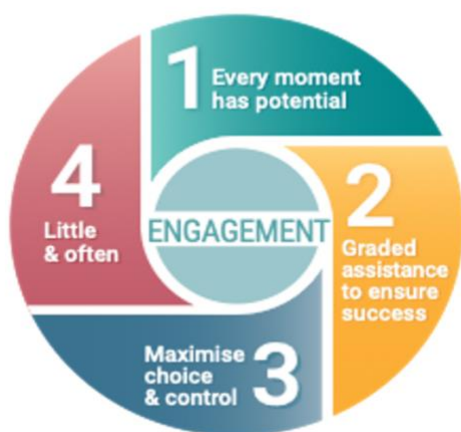 1 Every moment
has potential
2
Graded
assistance
to ensure
success
3
Maximise
choice
& control
4
Little
& often
ENGAGEMENT